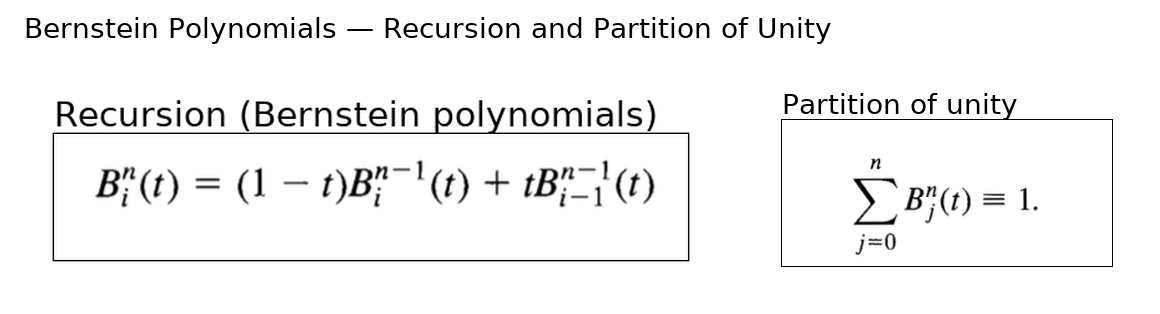 Bernstein Polynomials — Recursion and Partition of Unity
Recursion (Bernstein polynomials)
$B_i^n(t) = (1 - t)B_i^{n-1}(t) + tB_{i-1}^{n-1}(t)$
Partition of unity
$\sum_{j=0}^{n} B_j^n(t) \equiv 1.$